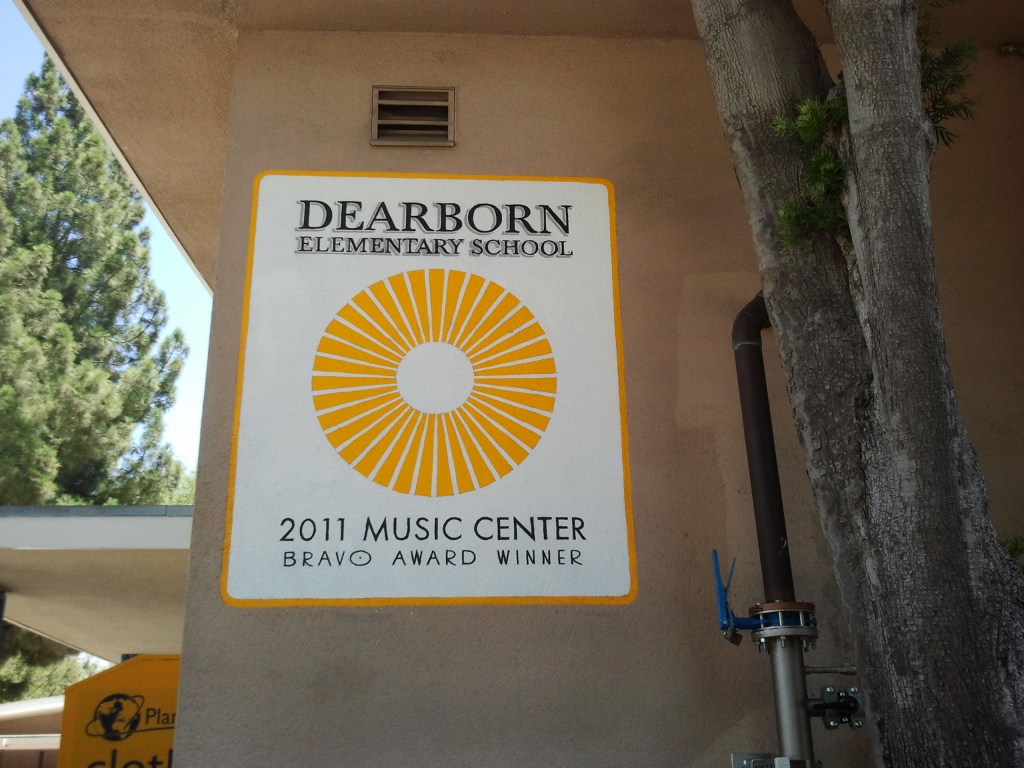 DEARBORN
ELEMENTARY SCHOOL
2011 MUSIC CENTER
BRAVO AWARD WINNER